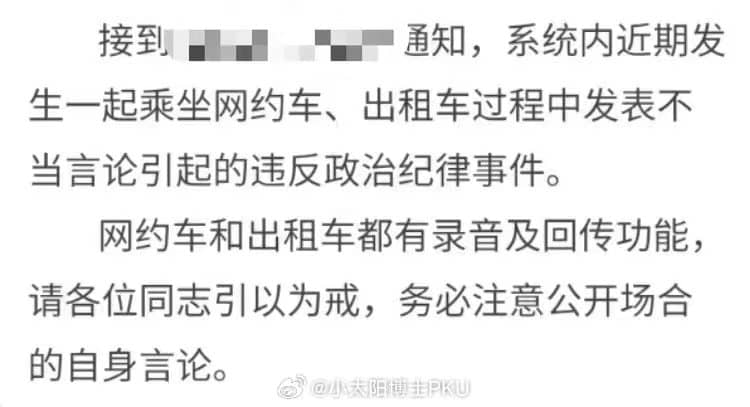 接到通知，系统内近期发
生一起乘坐网约车、出租车过程中发表不
当言论引起的违反政治纪律事件。
网约车和出租车都有录音及回传功能，
请各位同志引以为戒，务必注意公开场合
的自身言论。
@小太阳博主PKU